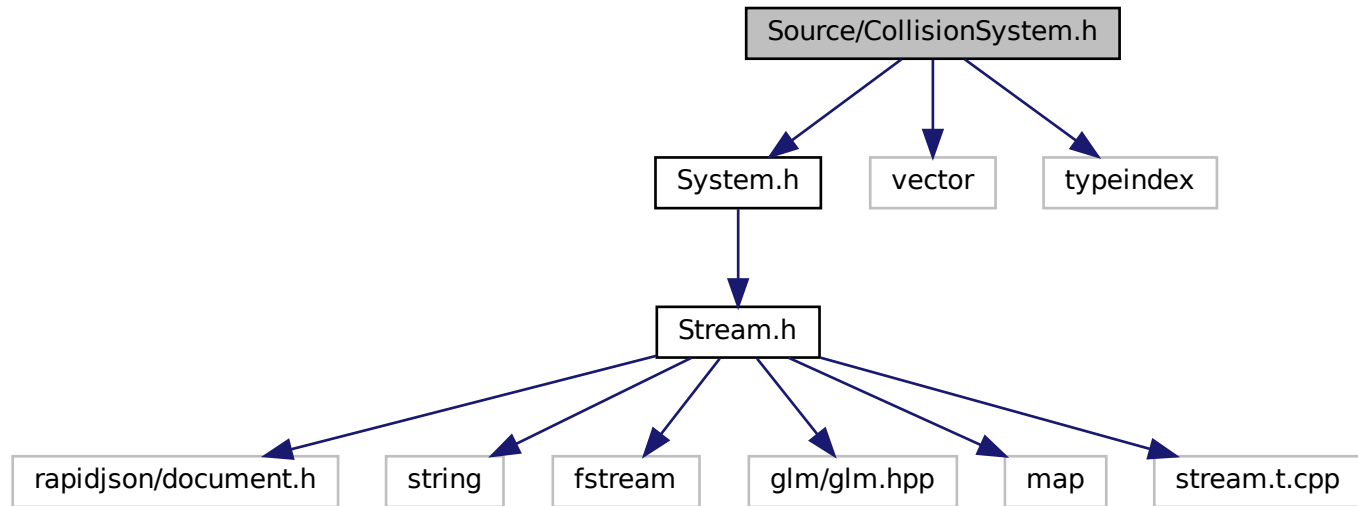 Source/CollisionSystem.h
System.h
vector
typeindex
Stream.h
rapidjson/document.h
string
fstream
glm/glm.hpp
map
stream.t.cpp